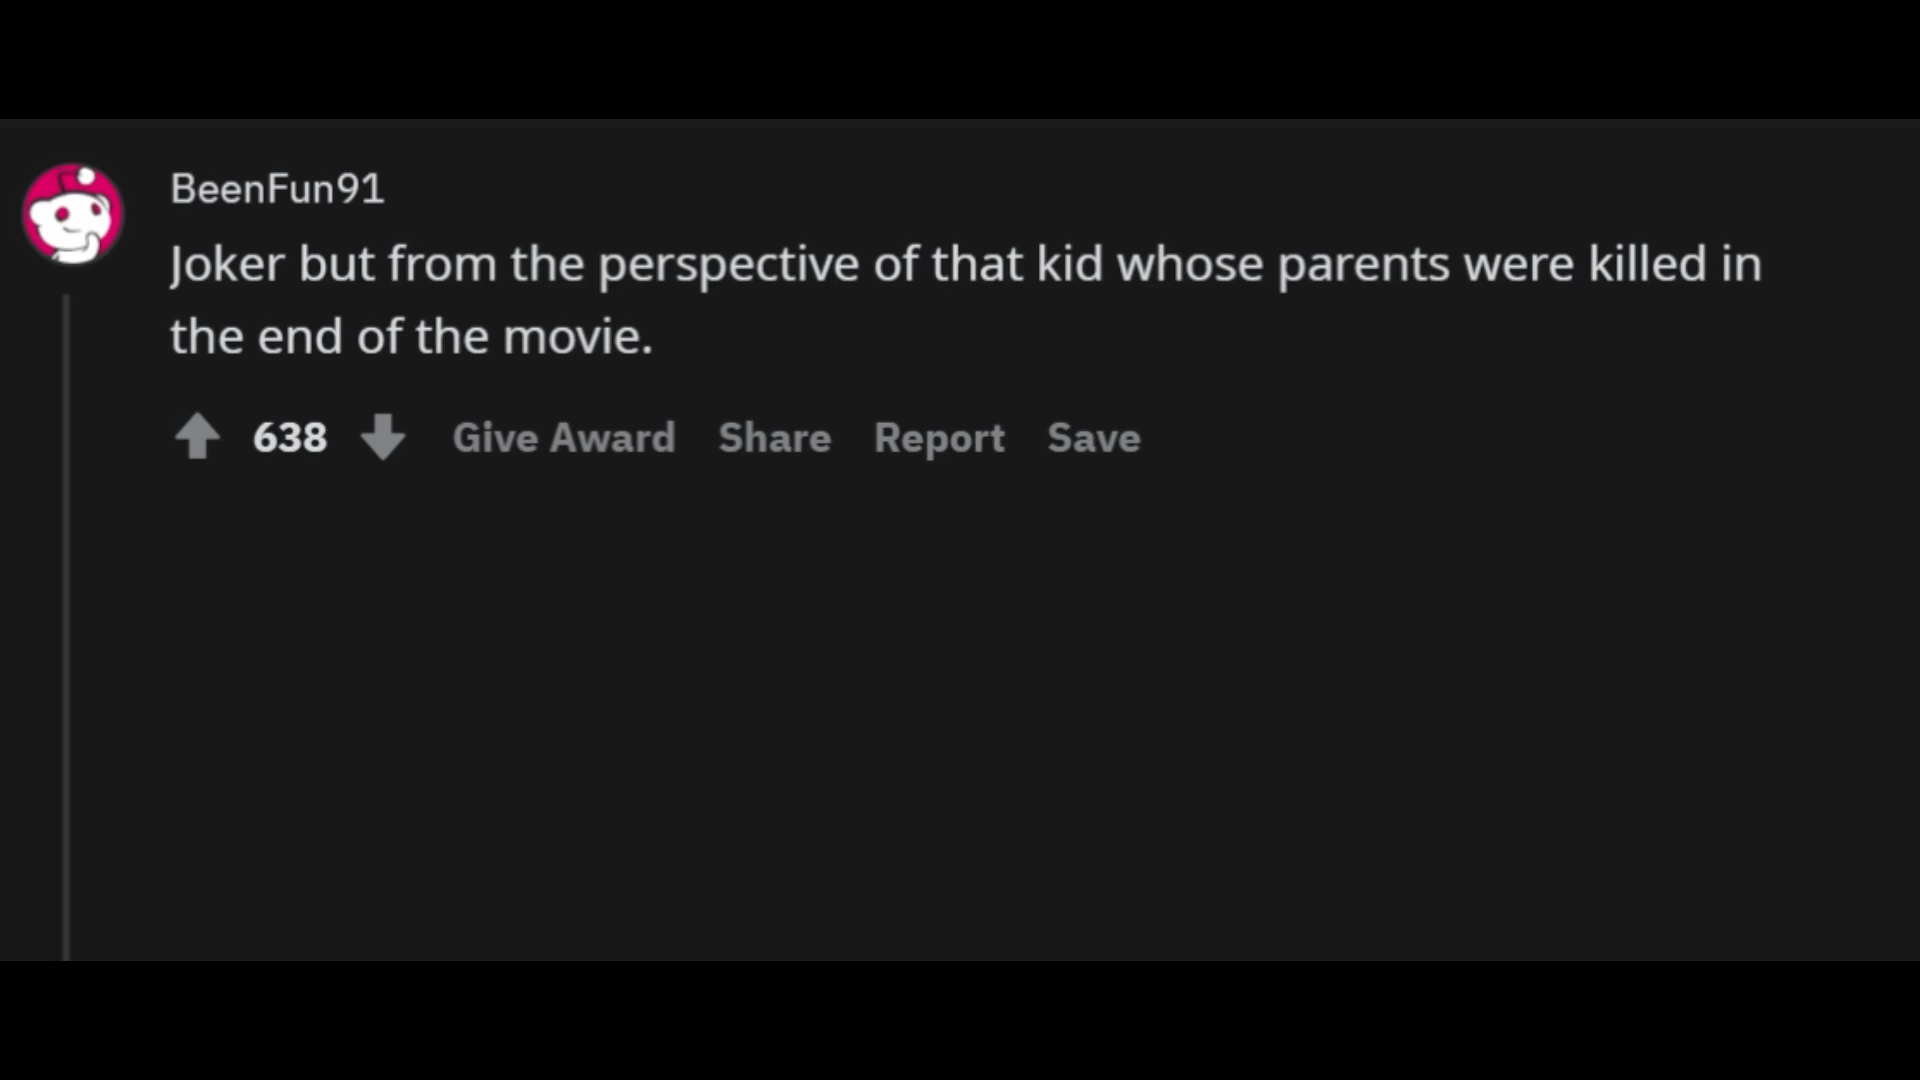 BeenFun91
Joker but from the perspective of that kid whose parents were killed in
the end of the movie.
638 Give Award Share Report Save